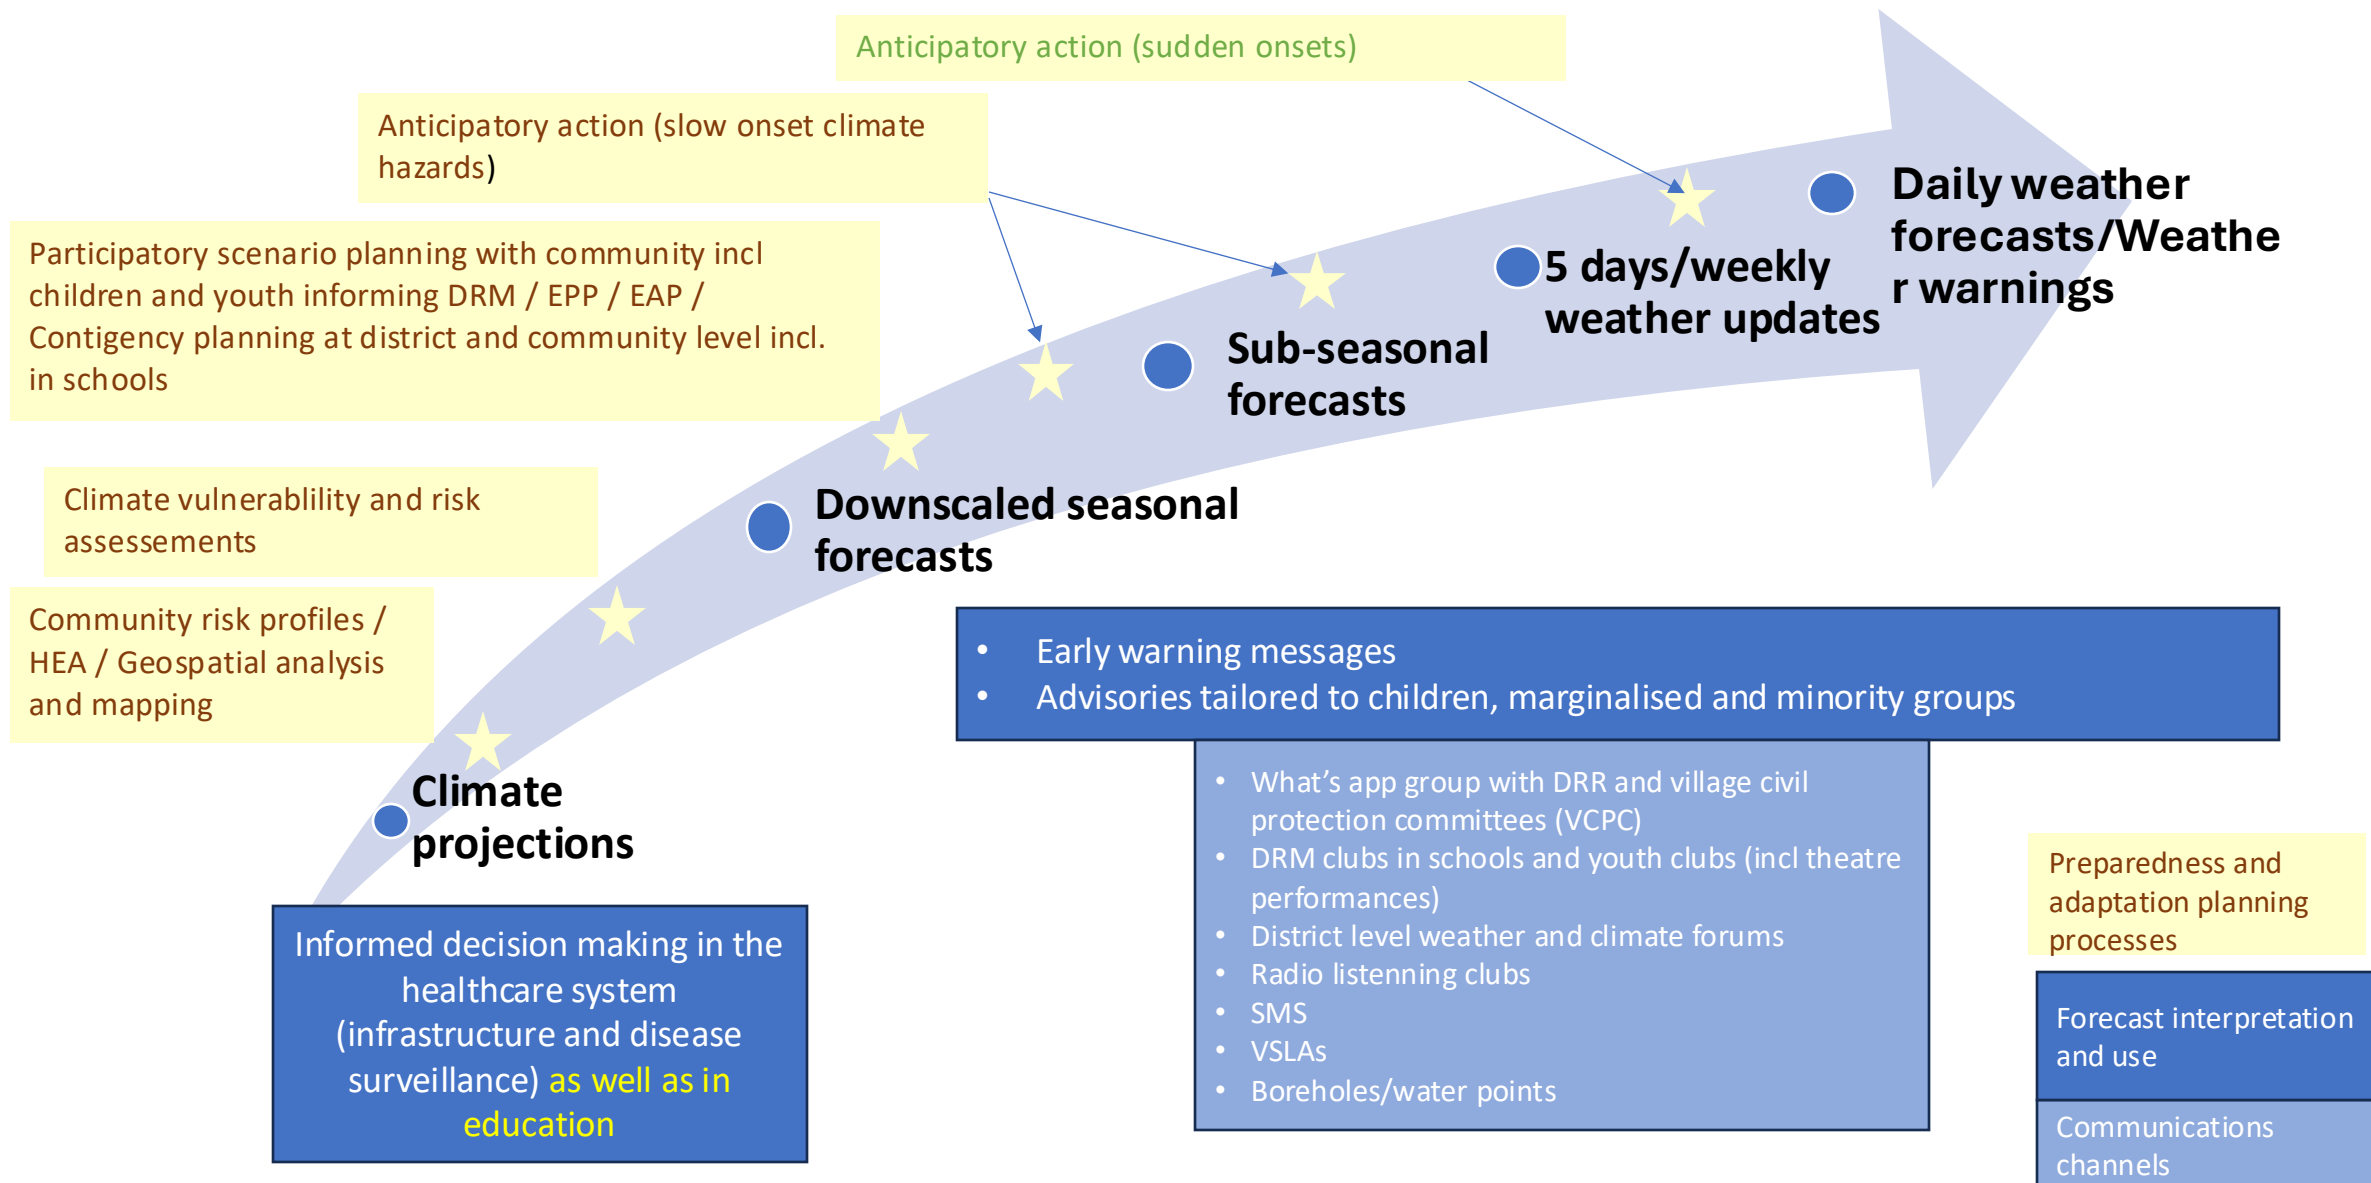 Anticipatory action (sudden onsets)
Anticipatory action (slow onset climate
hazards)
Participatory scenario planning with community incl
children and youth informing DRM / EPP / EAP /
Contigency planning at district and community level incl.
in schools
Climate vulnerablility and risk
assessements
Community risk profiles /
HEA / Geospatial analysis
and mapping
Daily weather
forecasts/Weathe
r warnings
5 days/weekly
weather updates
Sub-seasonal
forecasts
Downscaled seasonal
forecasts
Climate
projections
Informed decision making in the
healthcare system
(infrastructure and disease
surveillance) as well as in
education
• Early warning messages
• Advisories tailored to children, marginalised and minority groups
• What's app group with DRR and village civil
protection committees (VCPC)
• DRM clubs in schools and youth clubs (incl theatre
performances)
• District level weather and climate forums
• Radio listenning clubs
• SMS
• VSLAs
• Boreholes/water points
Preparedness and
adaptation planning
processes
Forecast interpretation
and use
Communications
channels